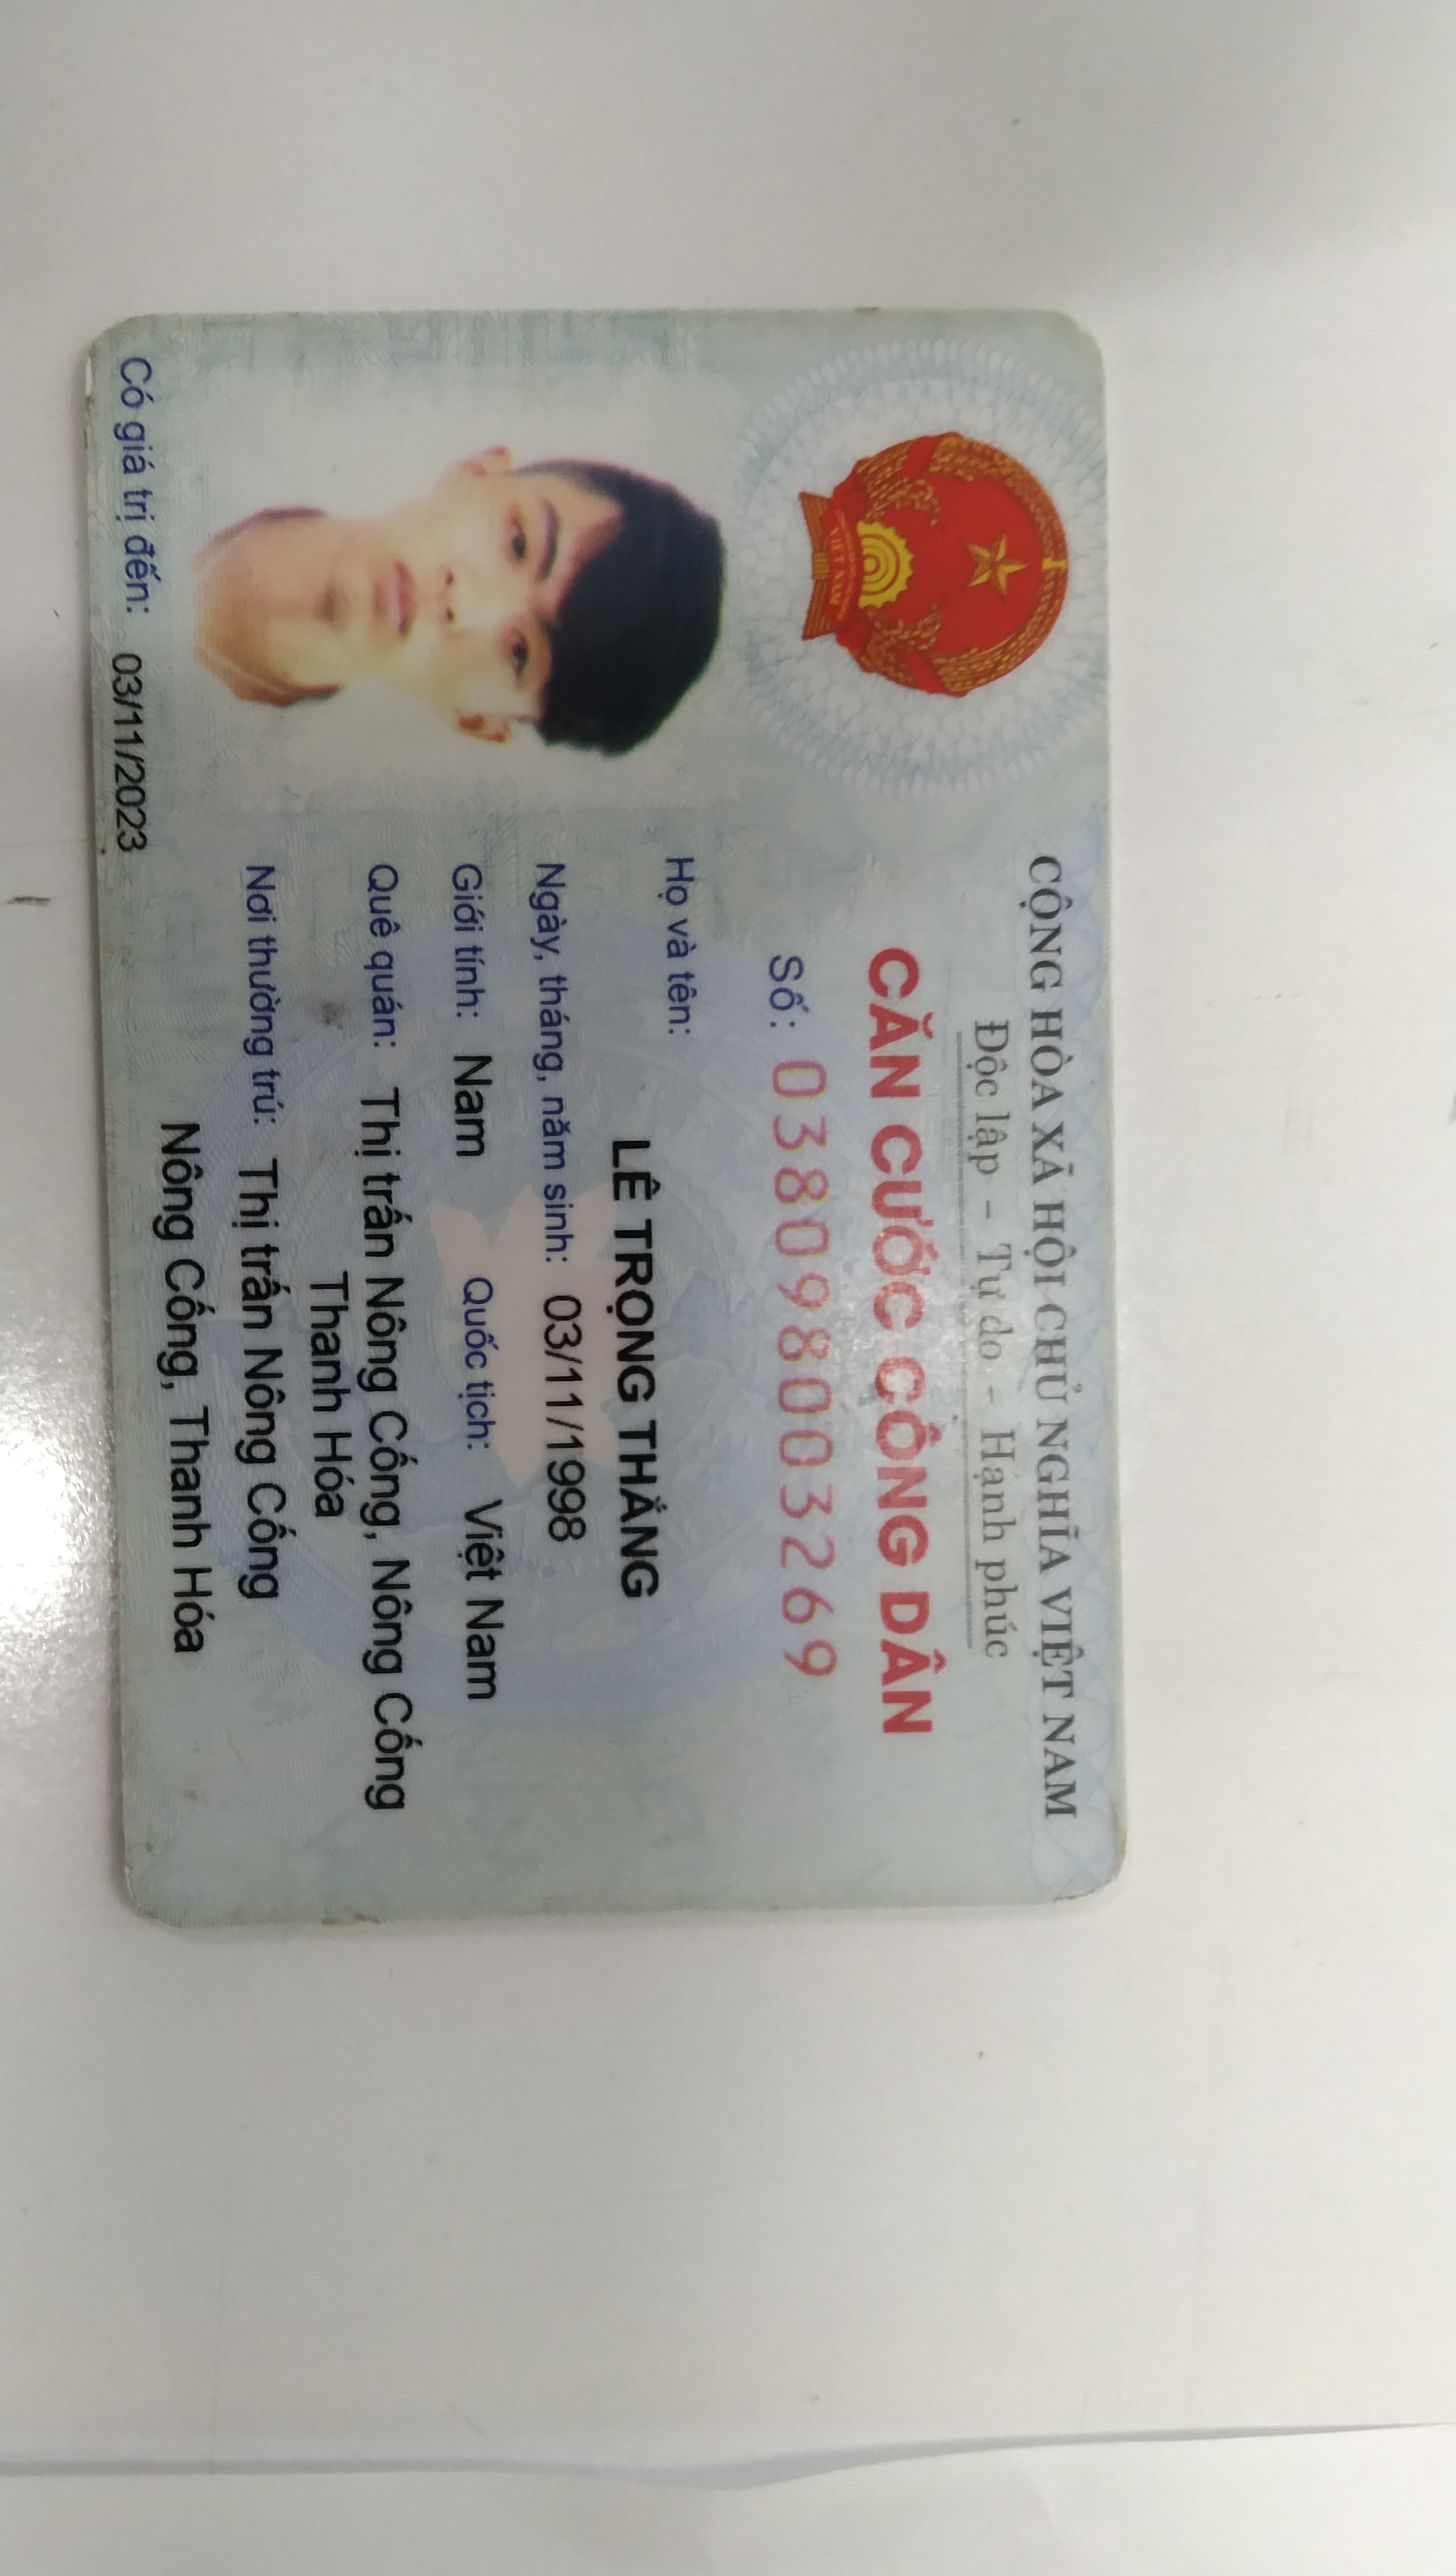 CỘNG HÒA XÃ HỘI CHỦ NGHĨA VIỆT NAM
Độc lập - Tự do - Hạnh phúc
CĂN CƯỚC CÔNG DÂN
Số: 038098003269
Họ và tên:
LÊ TRỌNG THẮNG
Ngày, tháng, năm sinh: 03/11/1998
Giới tính: Nam Quốc tịch: Việt Nam
Quê quán: Thị trấn Nông Cống, Nông Cống
Thanh Hóa
Nơi thường trú: Thị trấn Nông Cống
Nông Cống, Thanh Hóa
Có giá trị đến: 03/11/2023
VIỆT NAM